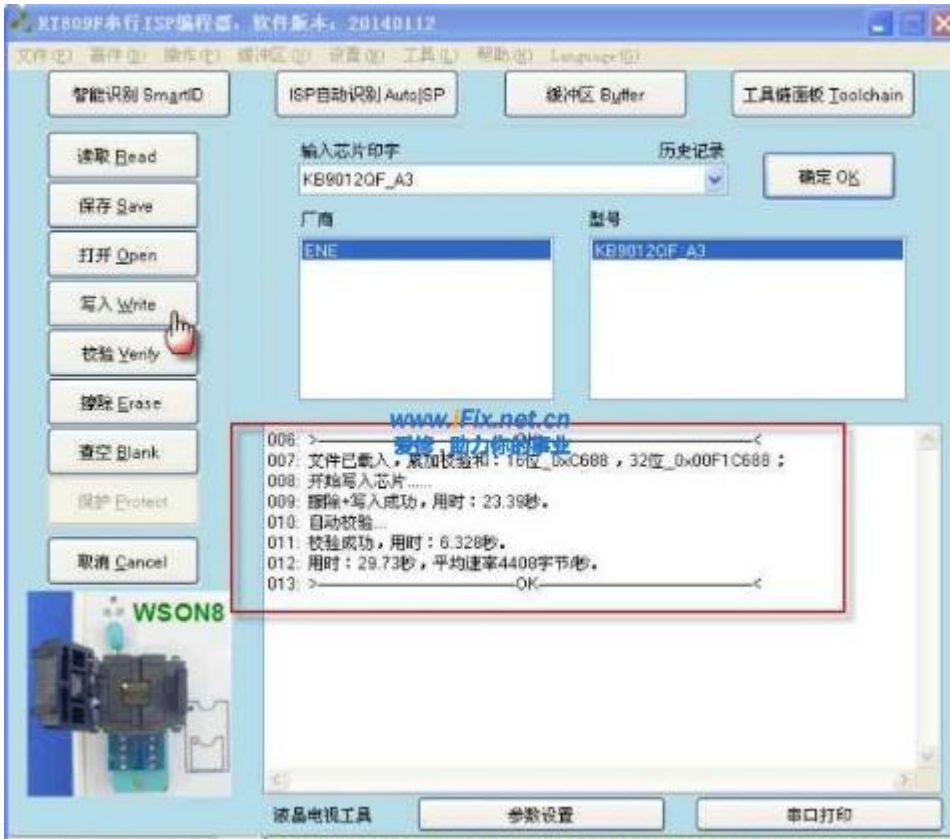 RT809F串行ISP编程器，软件版本：20140112
文件(F) 器件(D) 操作(E) 缓冲区(B) 设置(S) 工具(L) 帮助(H) Language(G)
智能识别 SmartID ISP自动识别 AutoISP 缓冲区 Buffer 工具链面板 Toolchain
读取 Read
保存 Save
打开 Open
写入 Write
校验 Verify
擦除 Erase
查空 Blank
保护 Protect
取消 Cancel
输入芯片印字 历史记录
KB9012QF_A3
确定 OK
厂商 型号
ENE KB9012QF_A3
www.iFix.net.cn
爱修 助力你的事业
006: >——OK——<
007: 文件已载入，累加校验和：16位_0xC688，32位_0x00F1C688；
008: 开始写入芯片......
009: 擦除+写入成功，用时：23.39秒。
010: 自动校验...
011: 校验成功，用时：6.328秒。
012: 用时：29.73秒，平均速率4408字节/秒。
013: >——OK——<
WSON8
液晶电视工具 参数设置 串口打印